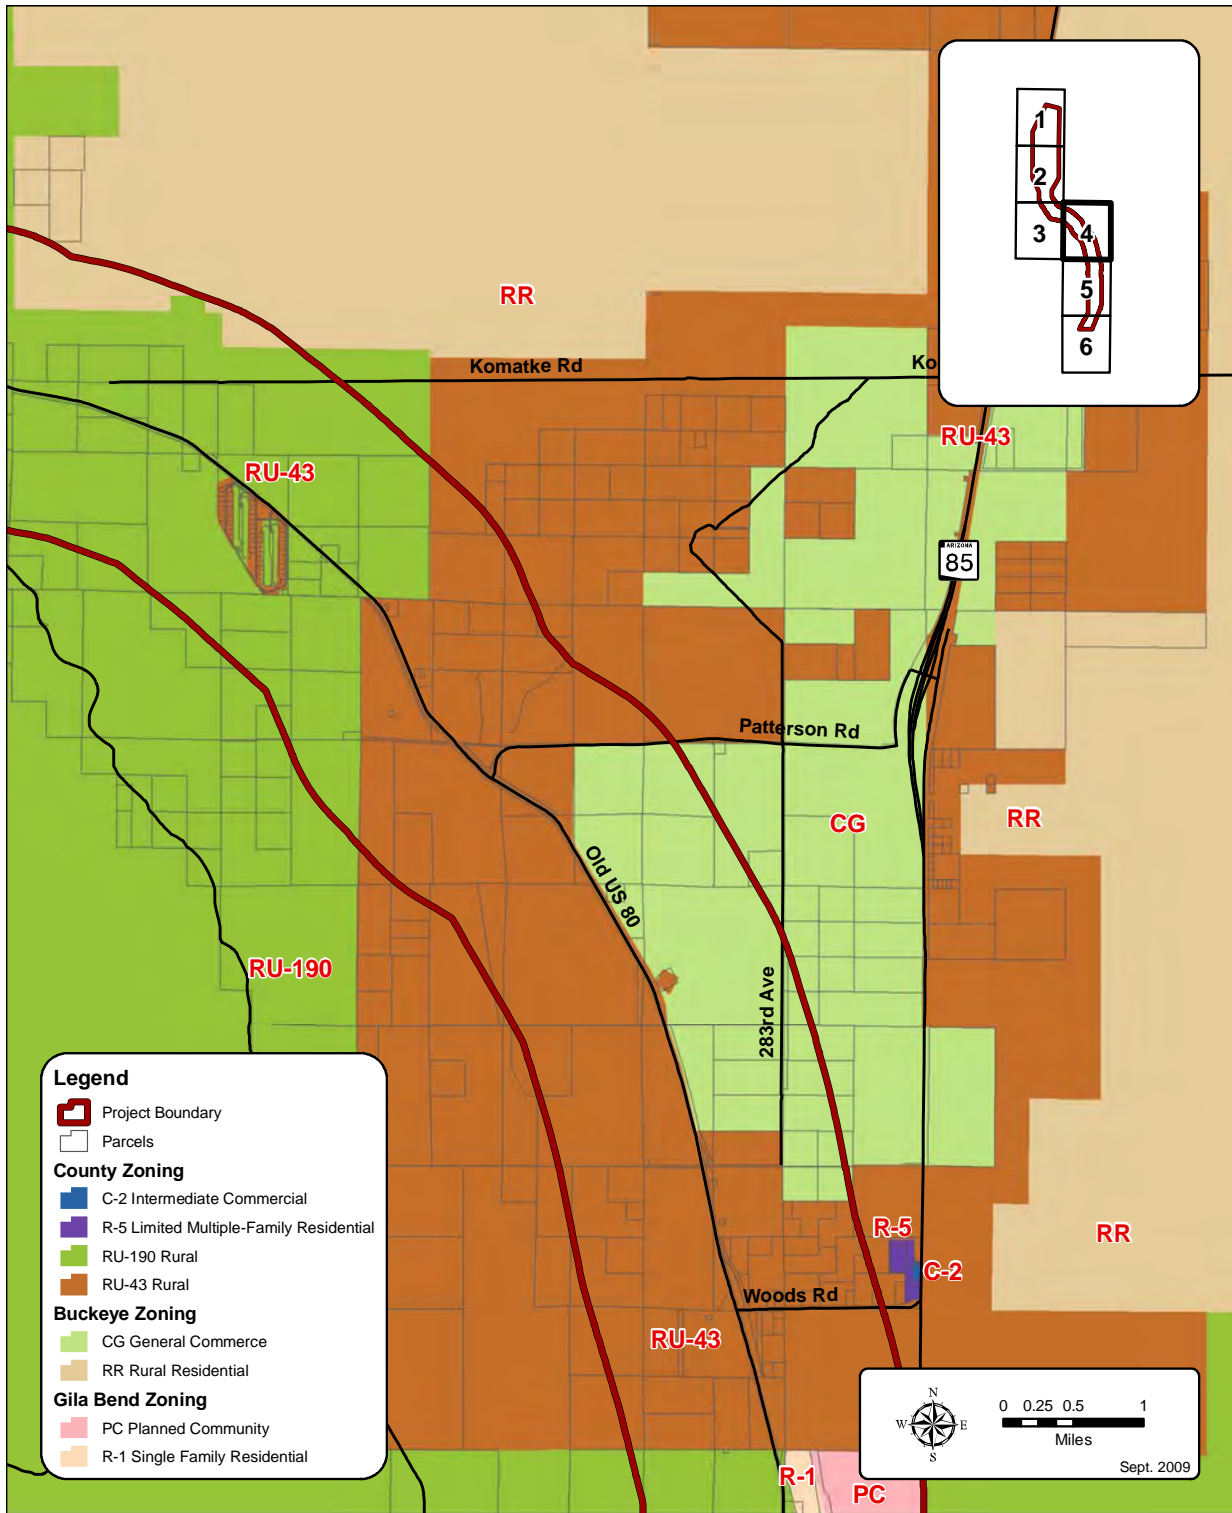 1
2
3
4
5
6
RR
Komatke Rd
Ko
RU-43
RU-43
ARIZONA
85
Patterson Rd
CG
RR
Old US 80
RU-190
283rd Ave
R-5
RR
C-2
Woods Rd
RU-43
R-1
PC
Legend
Project Boundary
Parcels
County Zoning
C-2 Intermediate Commercial
R-5 Limited Multiple-Family Residential
RU-190 Rural
RU-43 Rural
Buckeye Zoning
CG General Commerce
RR Rural Residential
Gila Bend Zoning
PC Planned Community
R-1 Single Family Residential
N
W E
S
0 0.25 0.5 1
Miles
Sept. 2009